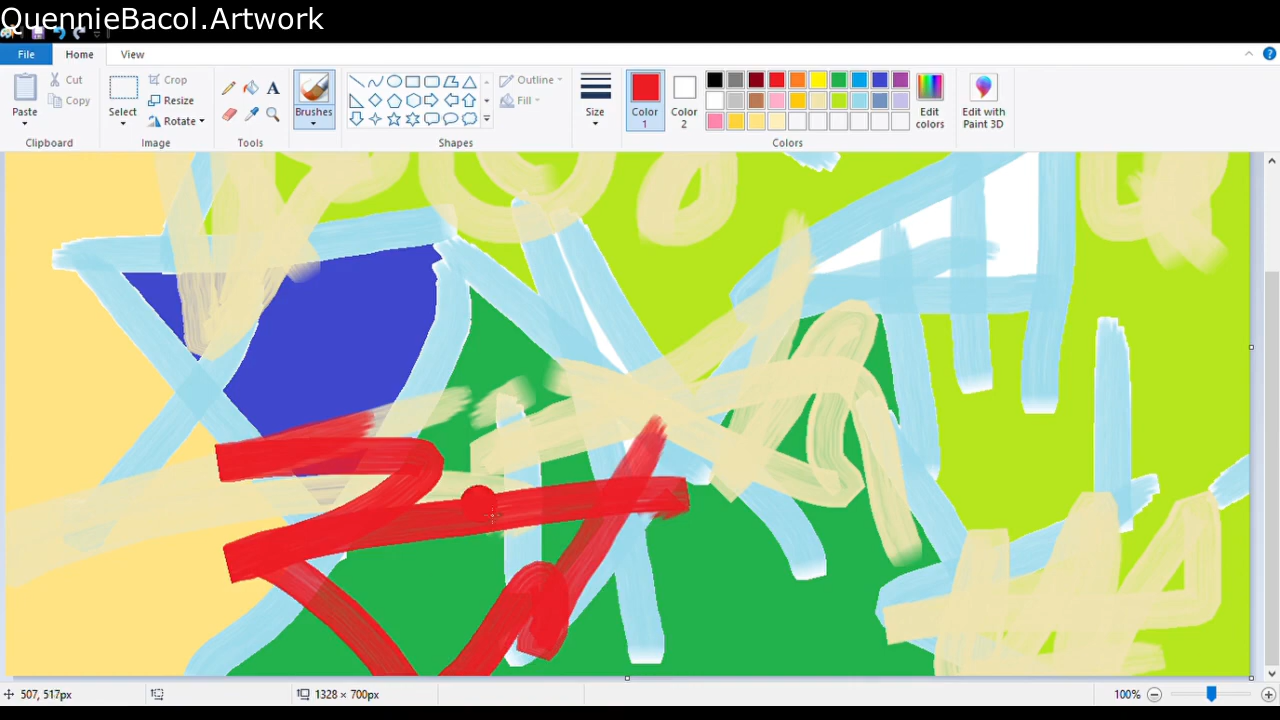 QuennieBacol.Artwork
File Home View
Paste Cut Copy
Select Crop Resize Rotate
A
Brushes
Outline Fill
Size
Color 1 Color 2
Edit colors Edit with Paint 3D
Clipboard Image Tools Shapes Colors
507, 517px 1328 × 700px 100%